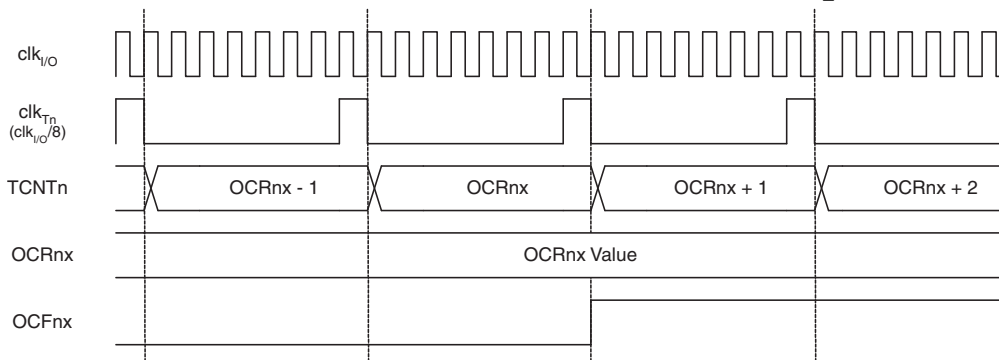 clkI/O
clkTn
(clkI/O/8)
TCNTn
OCRnx - 1
OCRnx
OCRnx + 1
OCRnx + 2
OCRnx
OCRnx Value
OCFnx